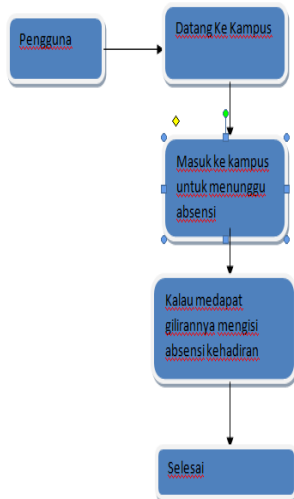 Pengguna
Datang Ke Kampus
Masuk ke kampus
untuk menunggu
absensi
Kalau medapat
gilirannya mengisi
absensi kehadiran
Selesai